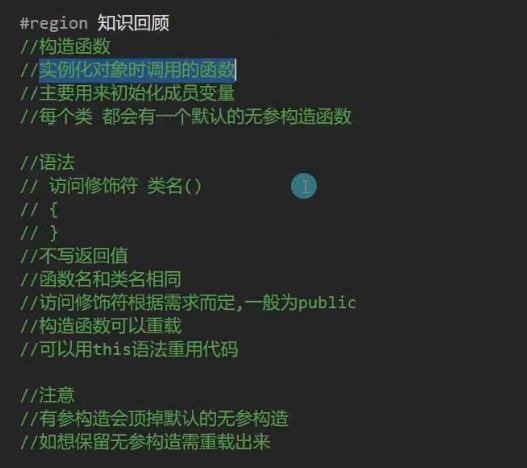 #region 知识回顾
//构造函数
//实例化对象时调用的函数
//主要用来初始化成员变量
//每个类 都会有一个默认的无参构造函数
//语法
// 访问修饰符 类名()
// {
// }
//不写返回值
//函数名和类名相同
//访问修饰符根据需求而定,一般为public
//构造函数可以重载
//可以用this语法重用代码
//注意
//有参构造会顶掉默认的无参构造
//如想保留无参构造需重载出来